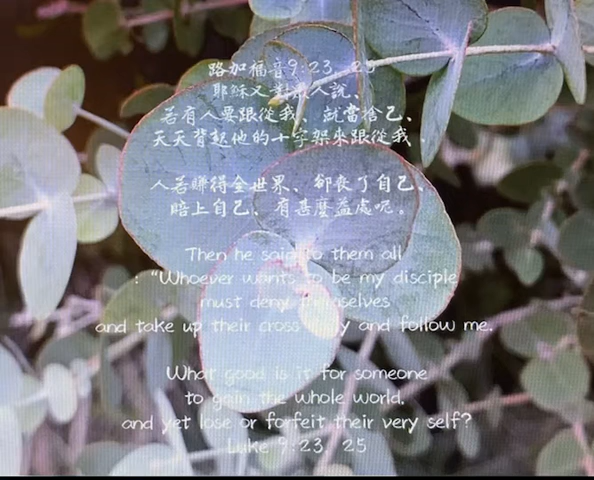 路加福音9:23, 25
耶穌又對眾人說、
若有人要跟從我、就當捨己、
天天背起他的十字架來跟從我.
人若賺得全世界、卻喪了自己、
賠上自己、有甚麼益處呢。
Then he said to them all
: "Whoever wants to be my disciple
must deny themselves
and take up their cross daily and follow me.
What good is it for someone
to gain the whole world,
and yet lose or forfeit their very self?
Luke 9:23, 25